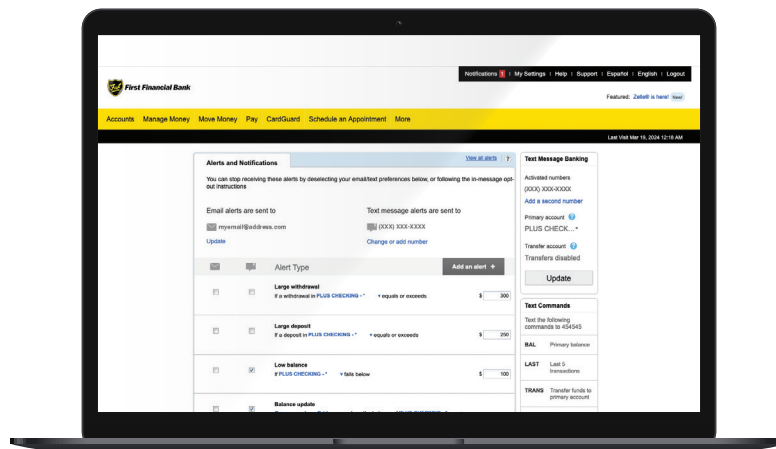 Notifications 1 | My Settings | Help | Support | Español | English | Logout
First Financial Bank
Featured: Zelle® is here! New!
Accounts Manage Money Move Money Pay CardGuard Schedule an Appointment More
Last Visit Mar 19, 2024 12:18 AM
Alerts and Notifications
View all alerts ?
You can stop receiving these alerts by deselecting your email/text preferences below, or following the in-message opt-
out instructions
Email alerts are sent to
myemail@address.com
Update
Text message alerts are sent to
(XXX) XXX-XXXX
Change or add number
Alert Type
Add an alert +
Large withdrawal
If a withdrawal in PLUS CHECKING - * equals or exceeds $ 300
Large deposit
If a deposit in PLUS CHECKING - * equals or exceeds $ 250
Low balance
If PLUS CHECKING - * falls below $ 100
Balance update
Text Message Banking
Activated numbers
(XXX) XXX-XXXX
Add a second number
Primary account ?
PLUS CHECK...*
Transfer account ?
Transfers disabled
Update
Text Commands
Text the following
commands to 454545
BAL Primary balance
LAST Last 5
transactions
TRANS Transfer funds to
primary account